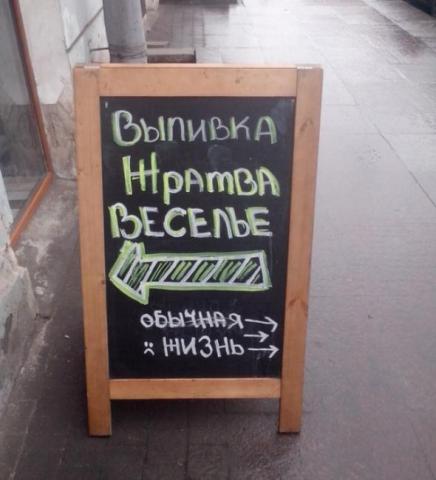 Выпивка
Жратва
Веселье
обычная
:( жизнь